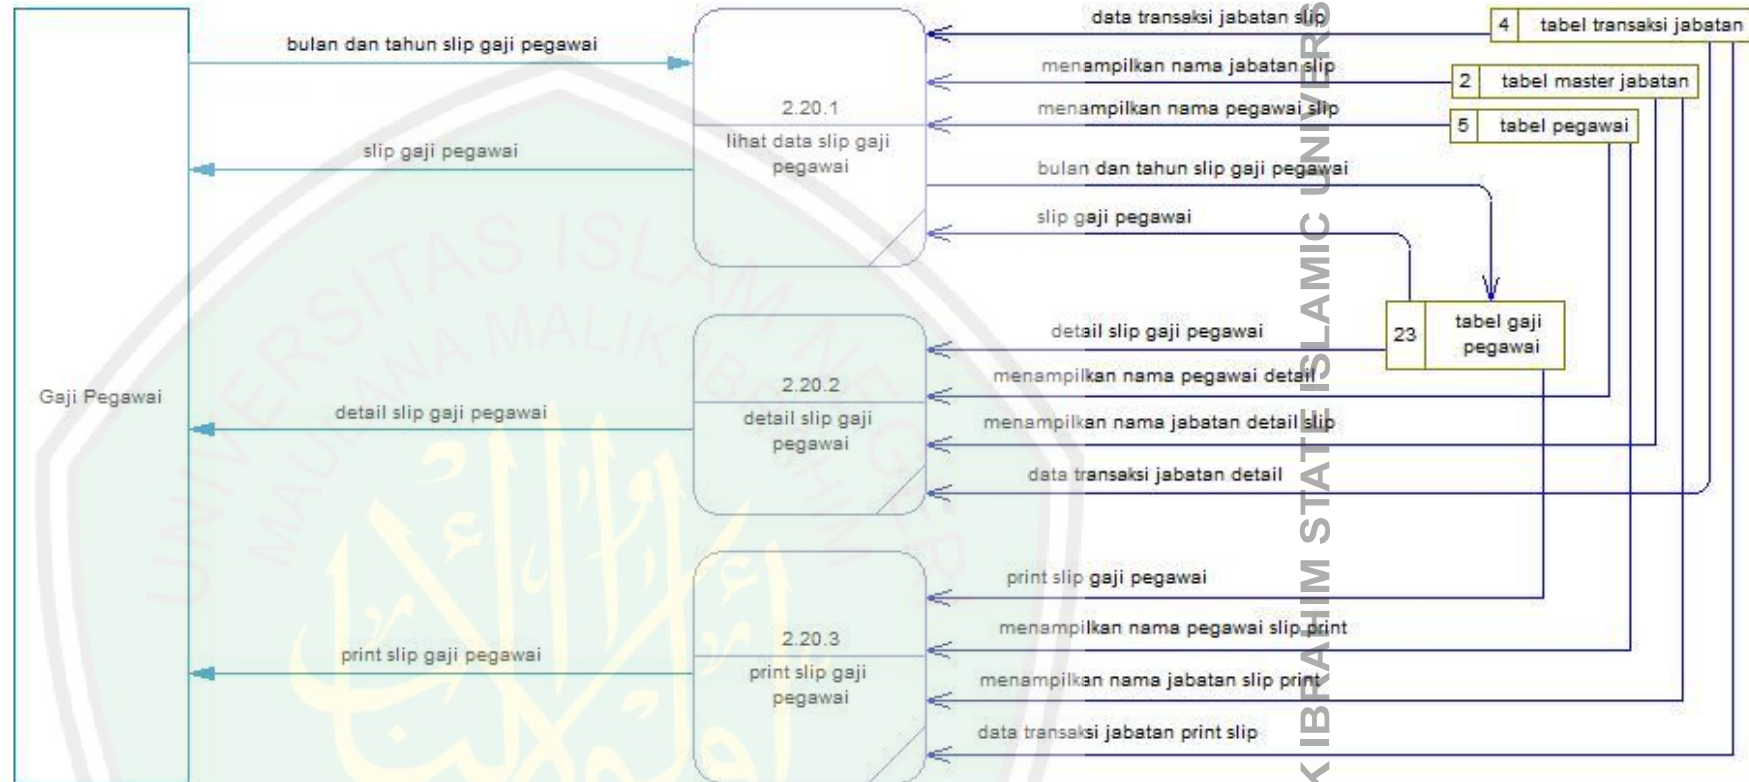 Gaji Pegawai
bulan dan tahun slip gaji pegawai
slip gaji pegawai
detail slip gaji pegawai
print slip gaji pegawai
2.20.1
lihat data slip gaji
pegawai
2.20.2
detail slip gaji
pegawai
2.20.3
print slip gaji
pegawai
data transaksi jabatan slip
menampilkan nama jabatan slip
menampilkan nama pegawai slip
bulan dan tahun slip gaji pegawai
slip gaji pegawai
detail slip gaji pegawai
menampilkan nama pegawai detail
menampilkan nama jabatan detail slip
data transaksi jabatan detail
print slip gaji pegawai
menampilkan nama pegawai slip print
menampilkan nama jabatan slip print
data transaksi jabatan print slip
4 tabel transaksi jabatan
2 tabel master jabatan
5 tabel pegawai
23 tabel gaji
pegawai
UNIVERSITAS ISLAM NEGERI
MAULANA MALIK IBRAHIM
K IBRAHIM STATE ISLAMIC UNIVERS